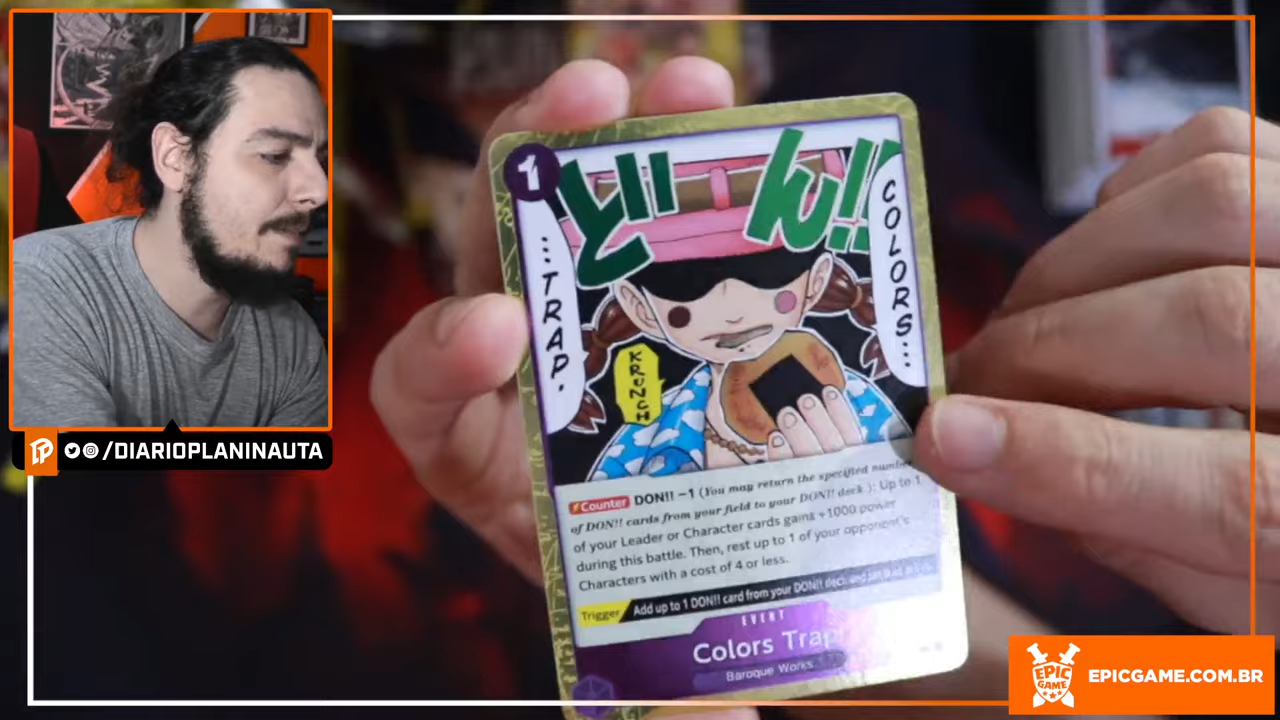 /DIARIOPLANINAUTA
1
どん!!
COLORS...
...TRAP.
KRUNCH
Counter DON!! −1 (You may return the specified number
of DON!! cards from your field to your DON!! deck.): Up to 1
of your Leader or Character cards gains +1000 power
during this battle. Then, rest up to 1 of your opponent's
Characters with a cost of 4 or less.
Trigger Add up to 1 DON!! card from your DON!! deck and set it as active.
EVENT
Colors Trap
Baroque Works
EPIC
GAME
EPICGAME.COM.BR